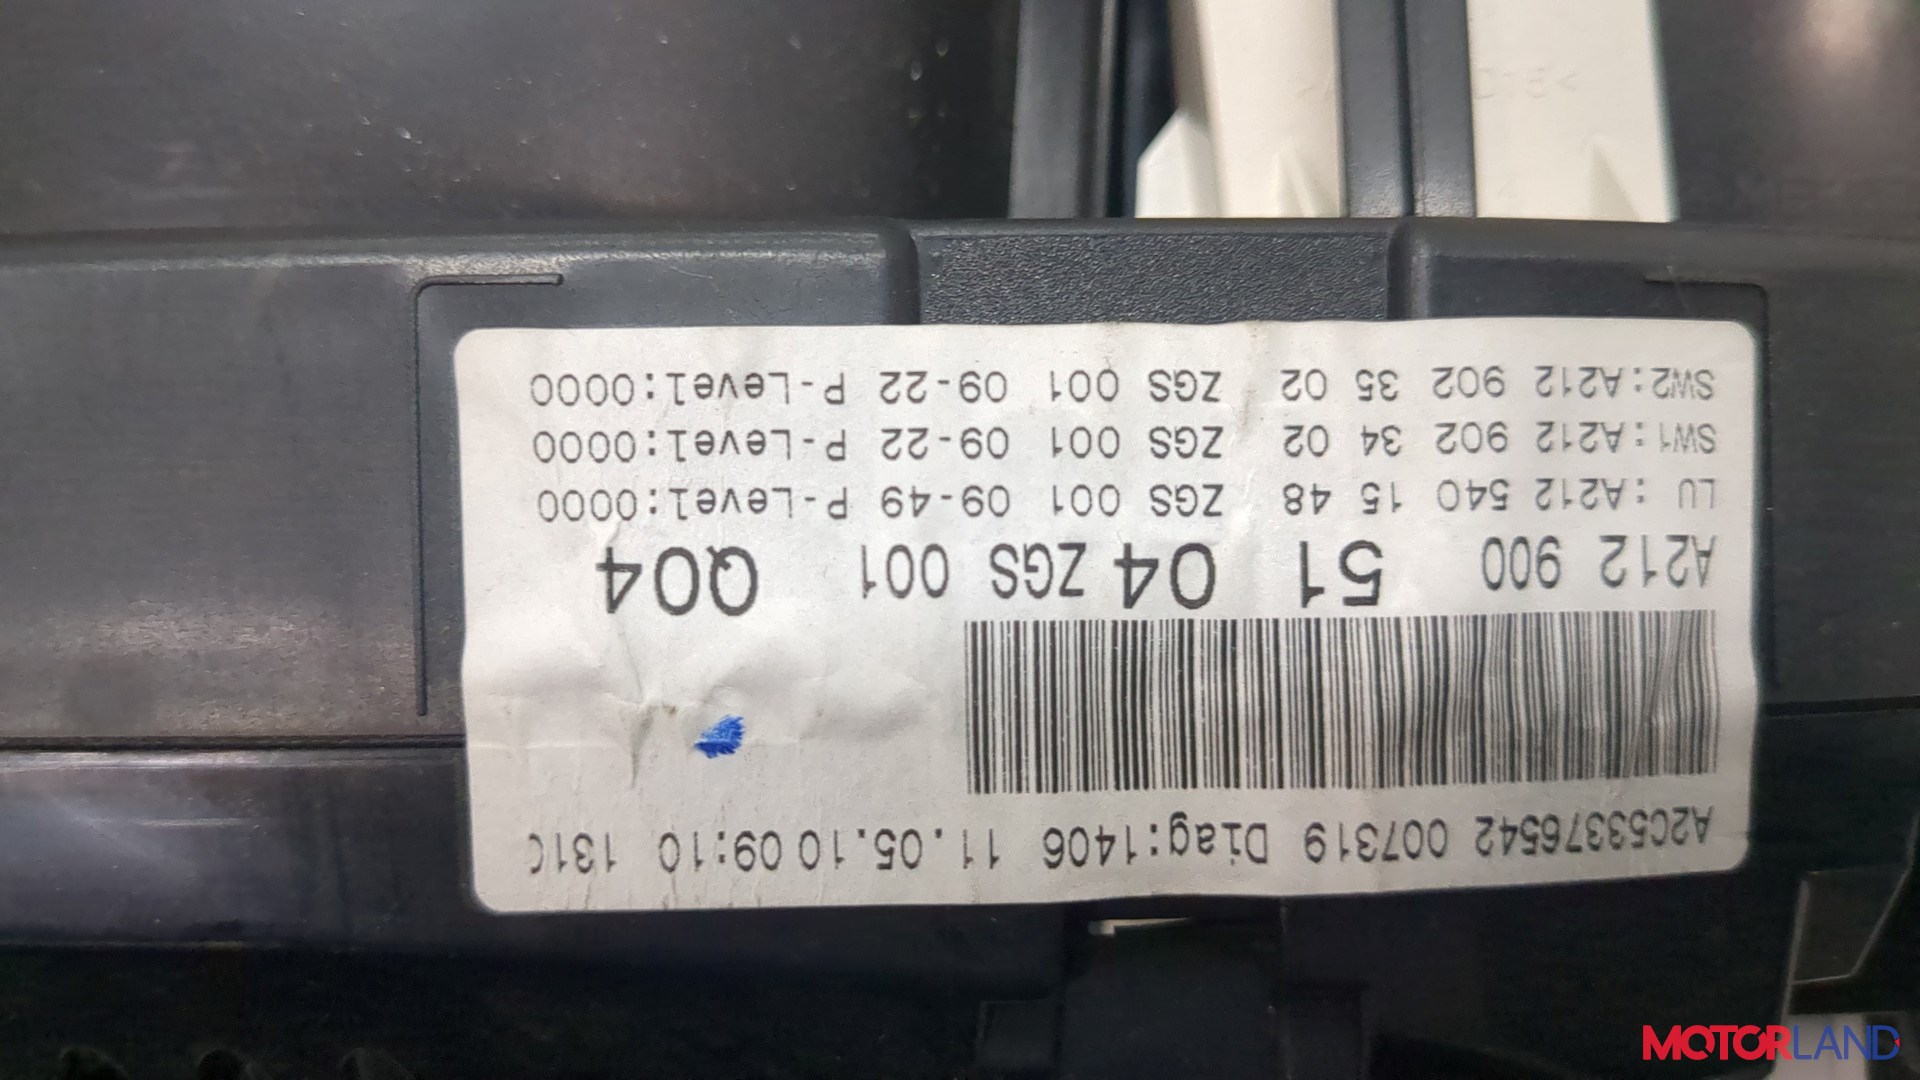 A2C53376542 007319 Diag:1406 11.05.10 09:10 131C
A212 900 51 04 ZGS 001 Q04
LU :A212 540 15 48 ZGS 001 09-49 P-Level:0000
SW1:A212 902 34 02 ZGS 001 09-22 P-Level:0000
SW2:A212 902 35 02 ZGS 001 09-22 P-Level:0000
MOTORLAND